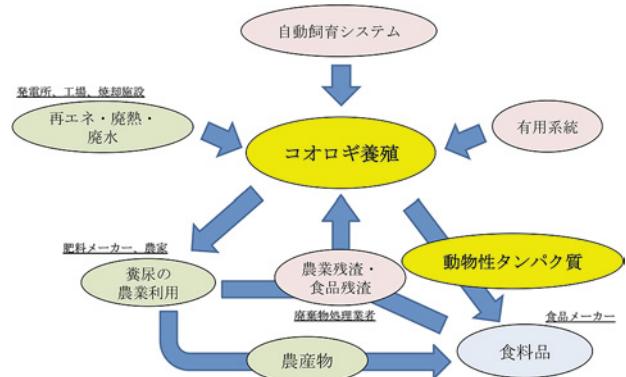 自動飼育システム
発電所、工場、焼却施設
再エネ・廃熱・
廃水
有用系統
コオロギ養殖
肥料メーカー、農家
糞尿の
農業利用
農業残渣・
食品残渣
廃棄物処理業者
動物性タンパク質
食品メーカー
食料品
農産物